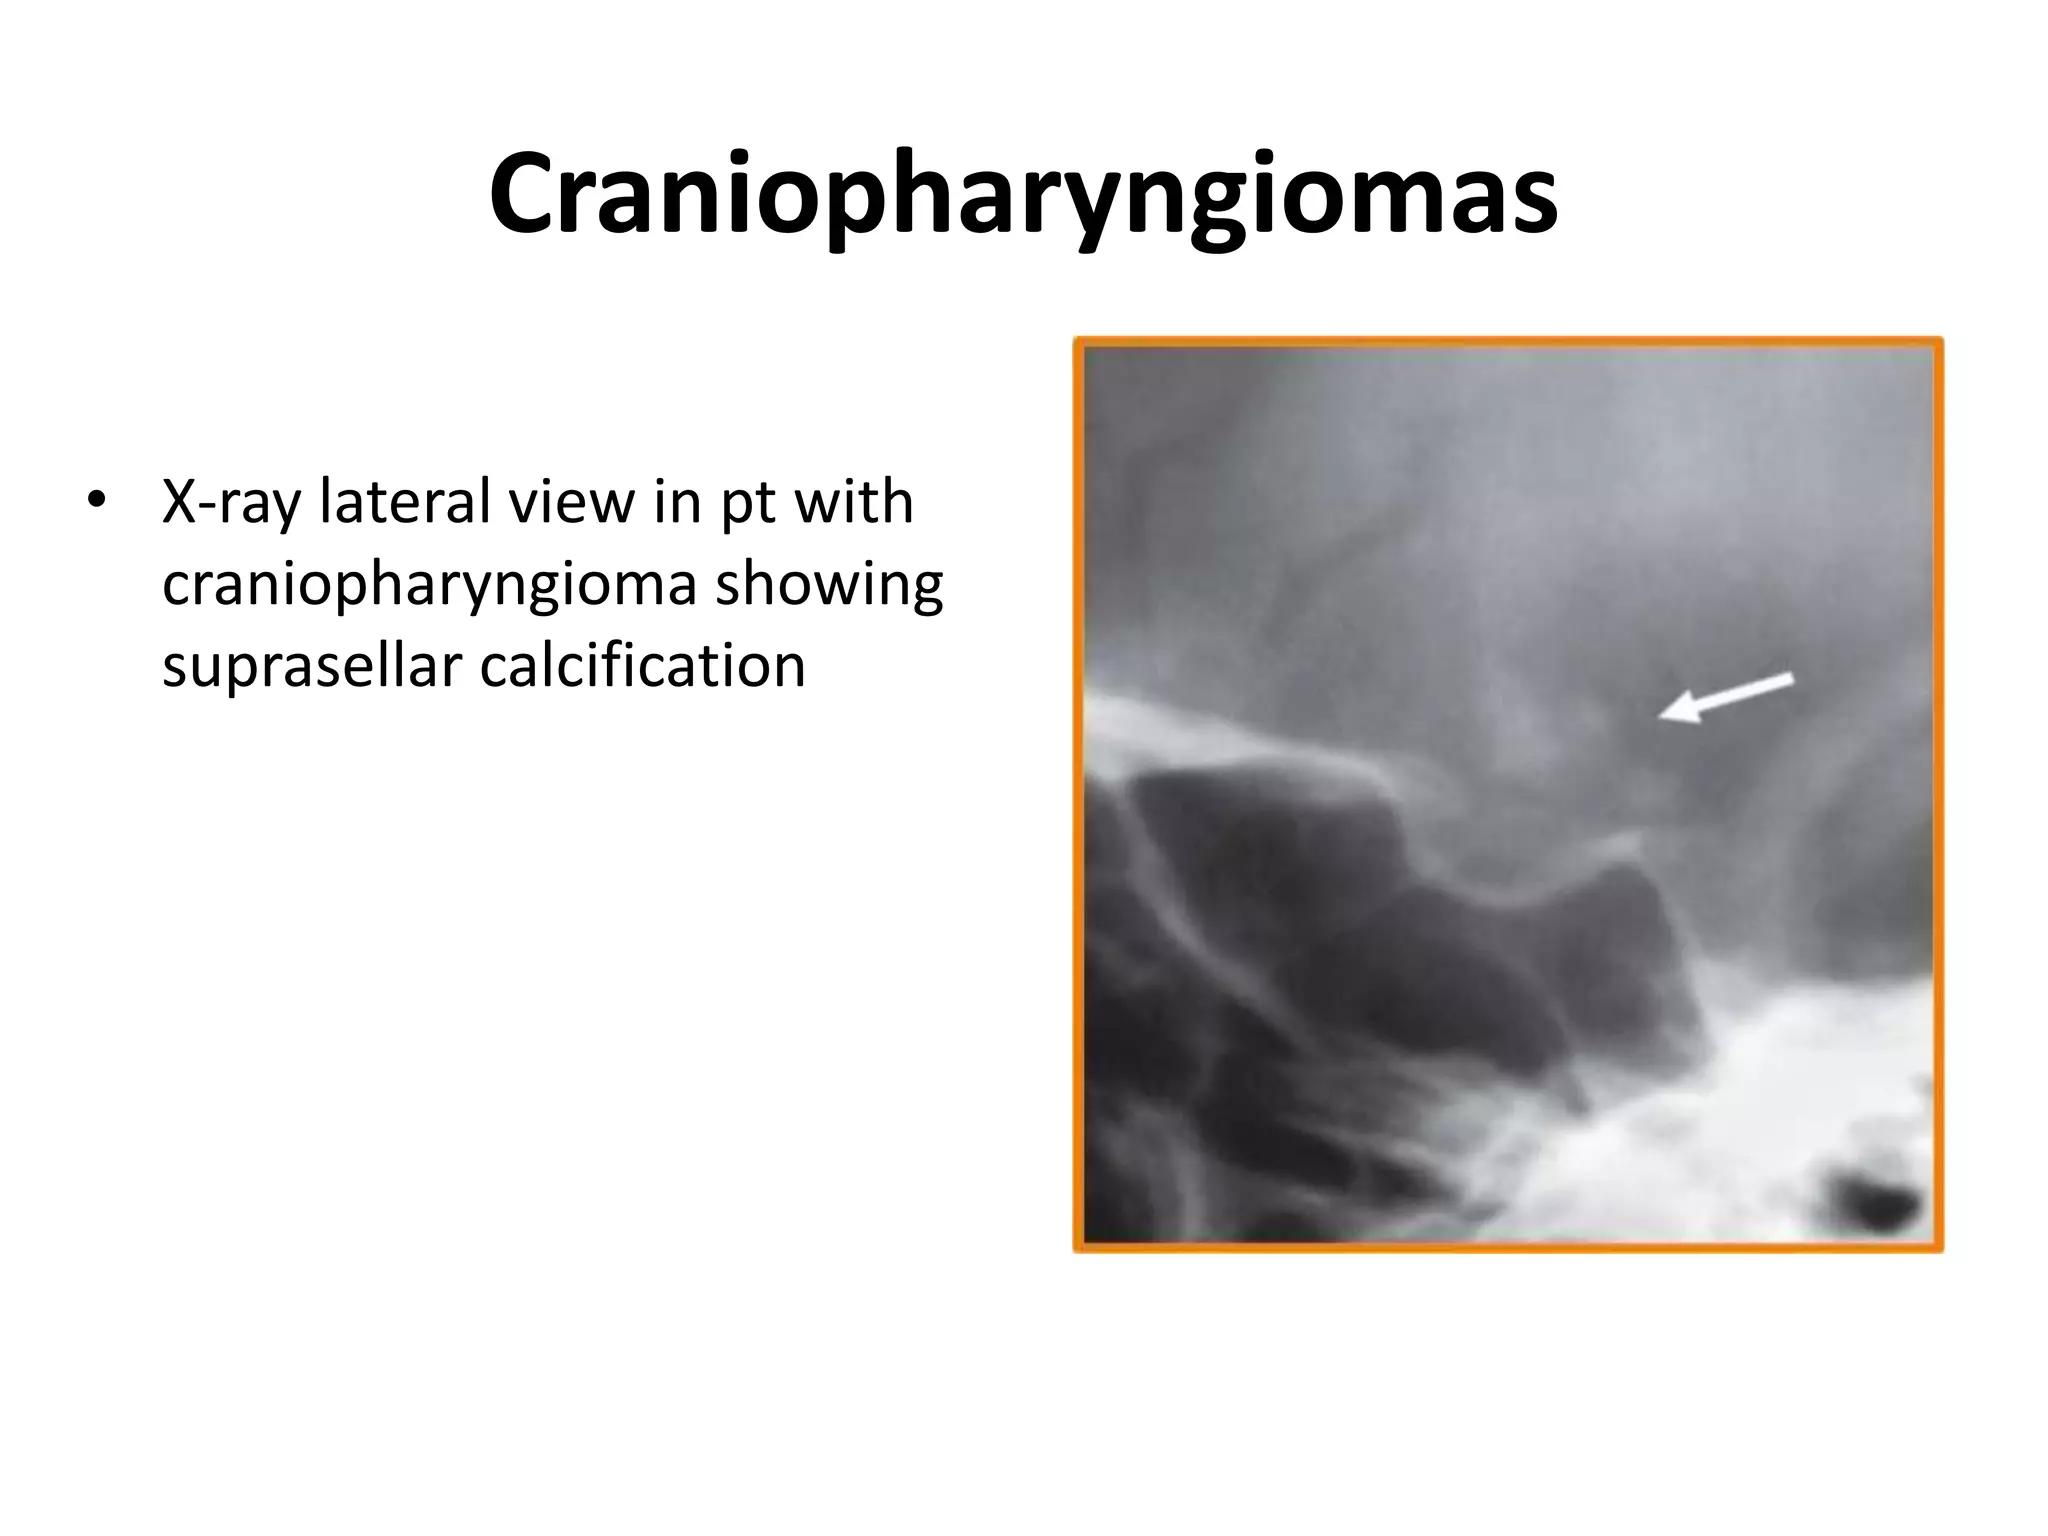 Craniopharyngiomas
• X-ray lateral view in pt with
craniopharyngioma showing
suprasellar calcification